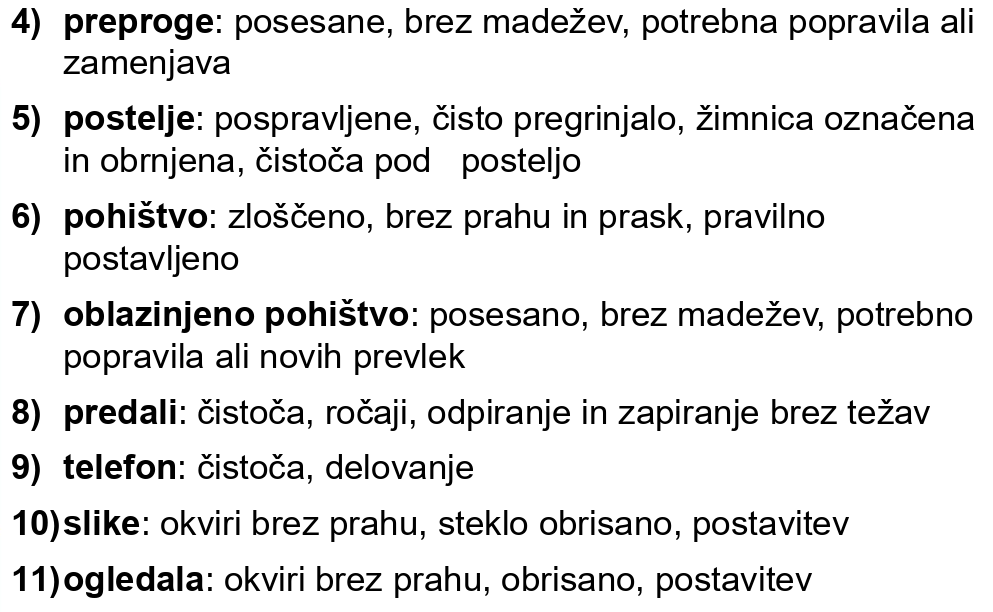 4) preproge: posesane, brez madežev, potrebna popravila ali
zamenjava
5) postelje: pospravljene, čisto pregrinjalo, žimnica označena
in obrnjena, čistoča pod posteljo
6) pohištvo: zloščeno, brez prahu in prask, pravilno
postavljeno
7) oblazinjeno pohištvo: posesano, brez madežev, potrebno
popravila ali novih prevlek
8) predali: čistoča, ročaji, odpiranje in zapiranje brez težav
9) telefon: čistoča, delovanje
10) slike: okviri brez prahu, steklo obrisano, postavitev
11) ogledala: okviri brez prahu, obrisano, postavitev